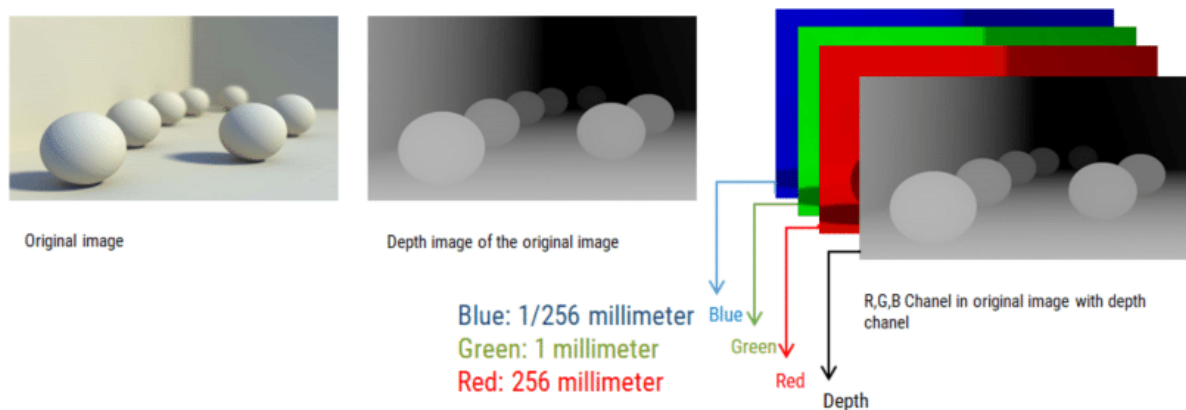 Original image
Depth image of the original image
Blue: 1/256 millimeter
Green: 1 millimeter
Red: 256 millimeter
Blue
Green
Red
Depth
R,G,B Chanel in original image with depth
chanel